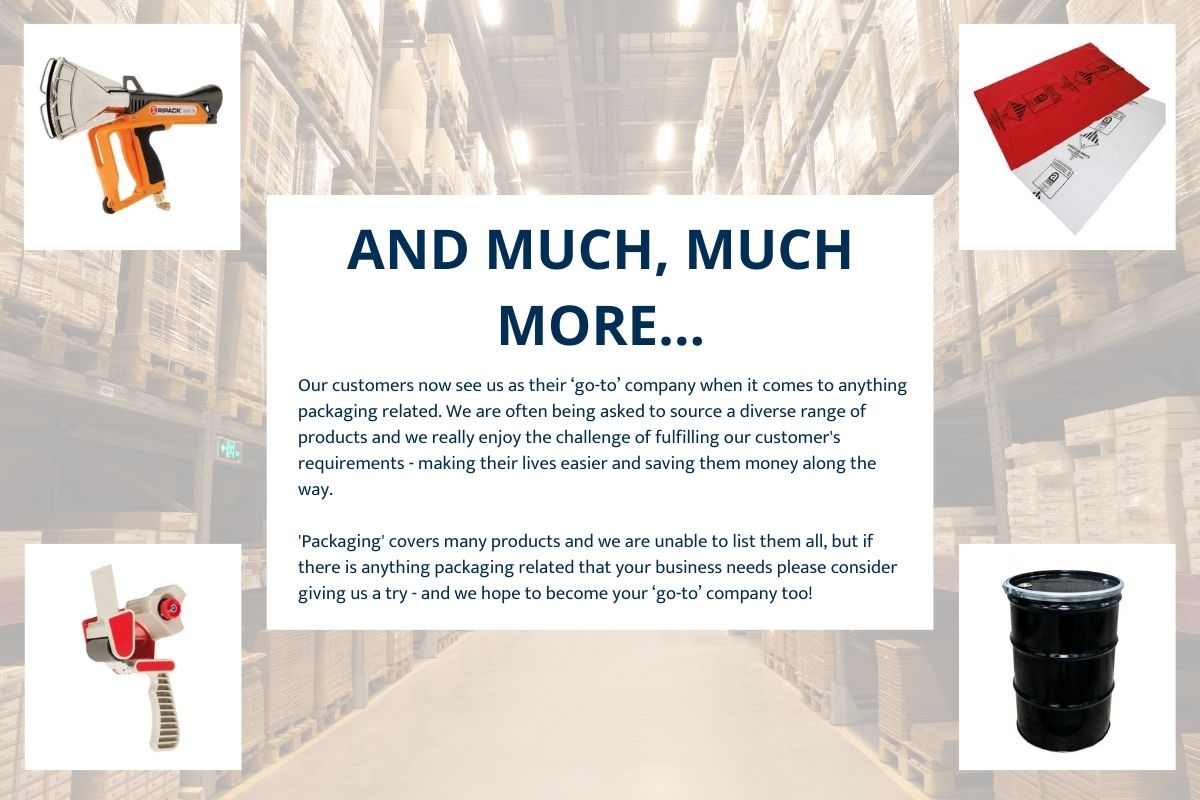 RIPACK
AND MUCH, MUCH
MORE...
Our customers now see us as their ‘go-to’ company when it comes to anything
packaging related. We are often being asked to source a diverse range of
products and we really enjoy the challenge of fulfilling our customer's
requirements - making their lives easier and saving them money along the
way.
'Packaging' covers many products and we are unable to list them all, but if
there is anything packaging related that your business needs please consider
giving us a try - and we hope to become your ‘go-to’ company too!